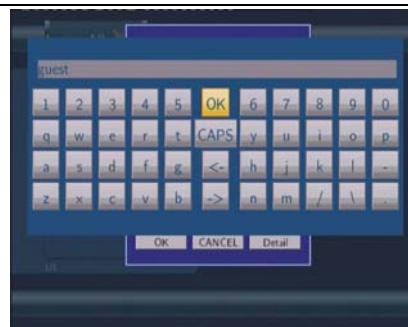 guest
1 2 3 4 5 OK 6 7 8 9 0
q w e r t CAPS y u i o p
a s d f g <- h j k l -
z x c v b -> n m / \ .
OK CANCEL Detail